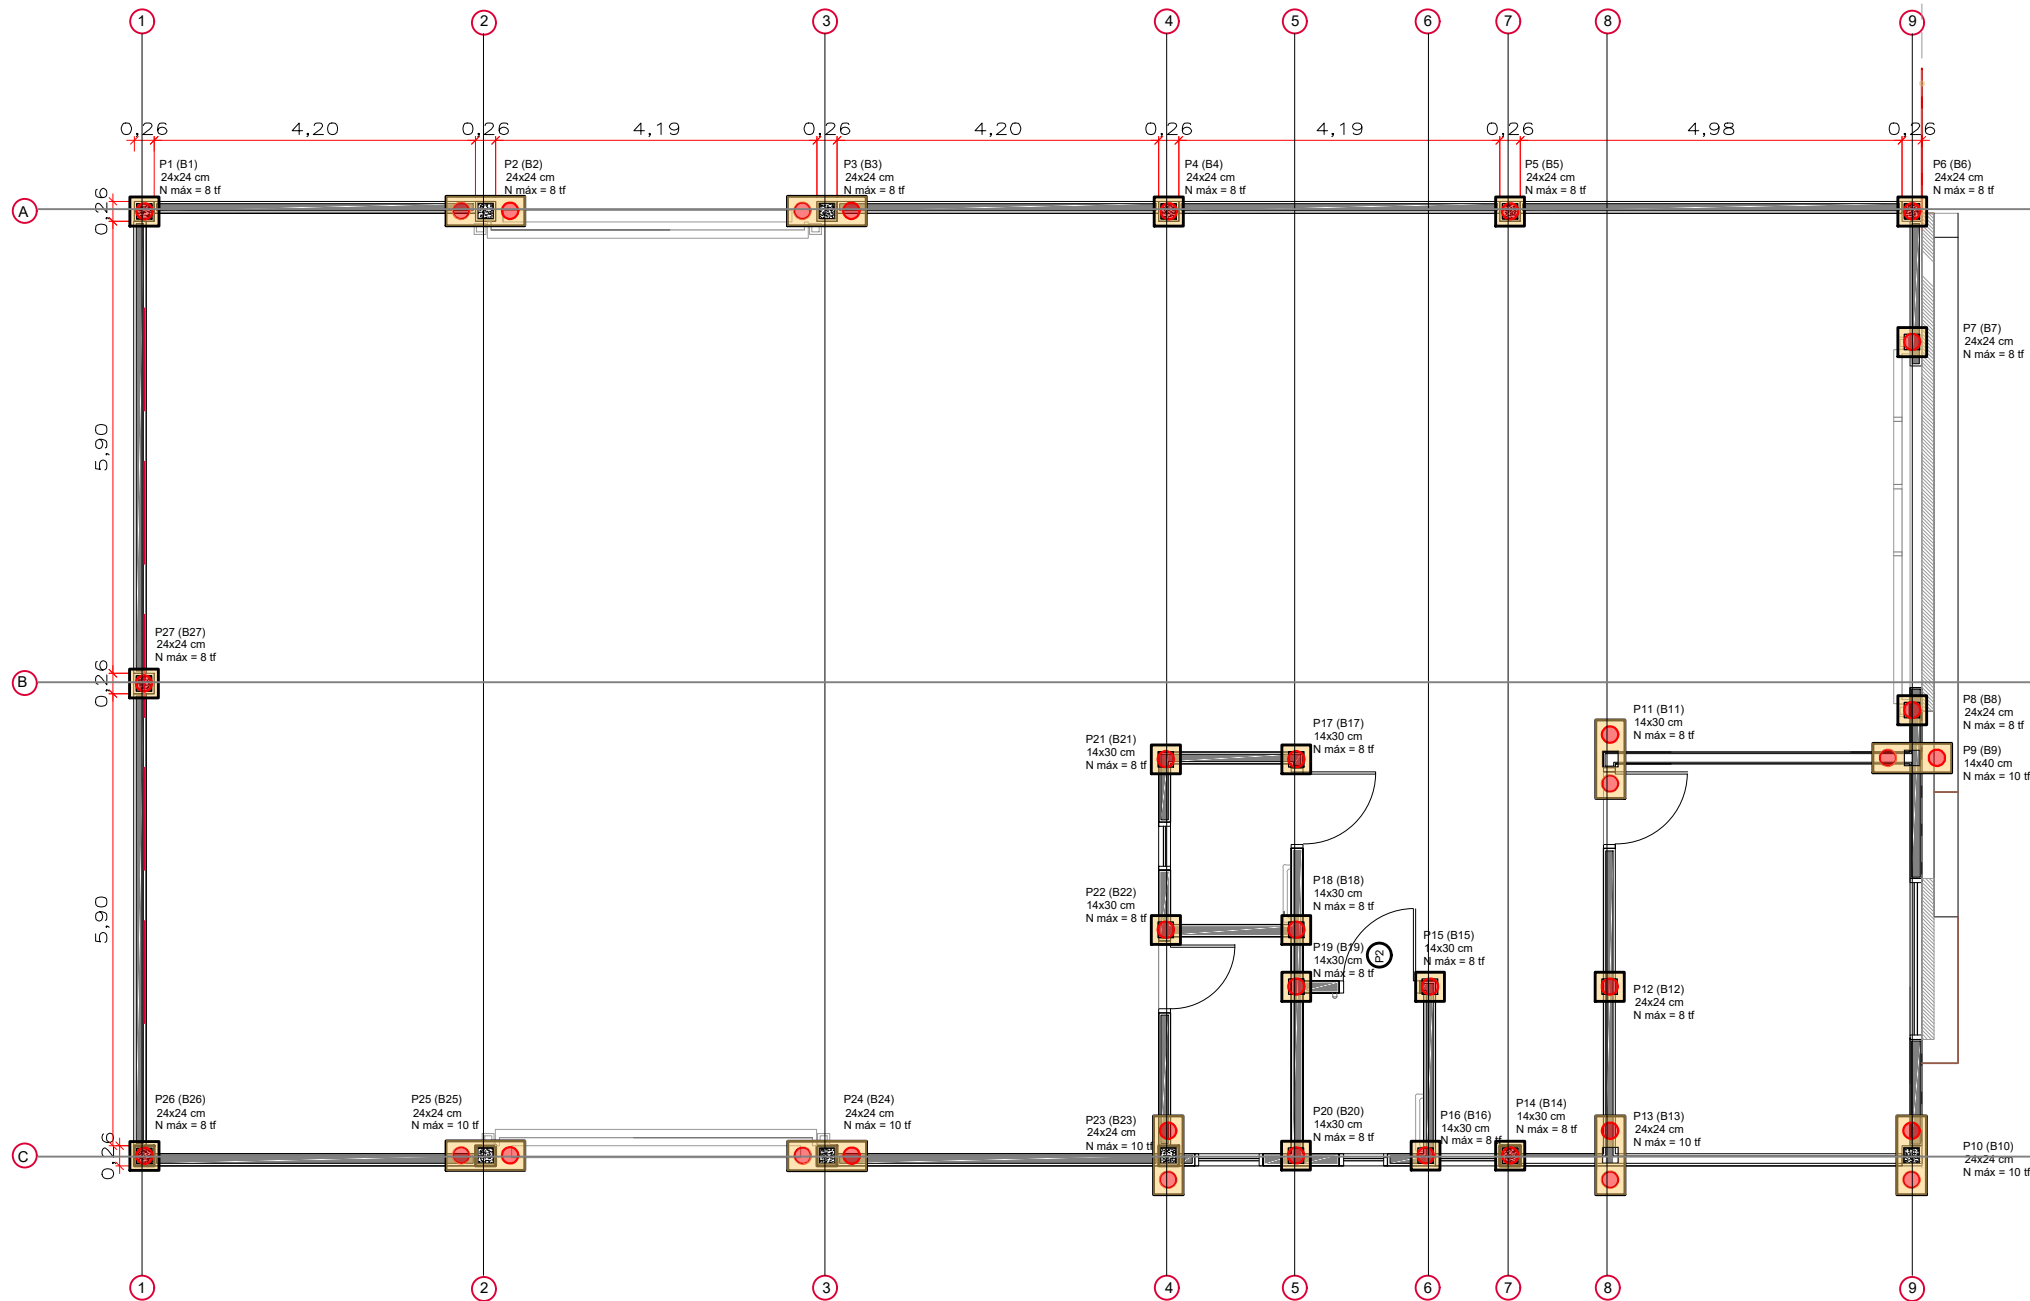 1 2 3 4 5 6 7 8 9
0,26 4,20 0,26 4,19 0,26 4,20 0,26 4,19 0,26 4,98 0,26
P1 (B1)
24x24 cm
N máx = 8 tf
P2 (B2)
24x24 cm
N máx = 8 tf
P3 (B3)
24x24 cm
N máx = 8 tf
P4 (B4)
24x24 cm
N máx = 8 tf
P5 (B5)
24x24 cm
N máx = 8 tf
P6 (B6)
24x24 cm
N máx = 8 tf
A
0,26
P7 (B7)
24x24 cm
N máx = 8 tf
5,90
P27 (B27)
24x24 cm
N máx = 8 tf
B
0,26
P8 (B8)
24x24 cm
N máx = 8 tf
P11 (B11)
14x30 cm
N máx = 8 tf
P17 (B17)
14x30 cm
N máx = 8 tf
P21 (B21)
14x30 cm
N máx = 8 tf
P9 (B9)
14x40 cm
N máx = 10 tf
P18 (B18)
14x30 cm
N máx = 8 tf
P22 (B22)
14x30 cm
N máx = 8 tf
5,90
P19 (B19)
14x30 cm
N máx = 8 tf
P2
P15 (B15)
14x30 cm
N máx = 8 tf
P12 (B12)
24x24 cm
N máx = 8 tf
P26 (B26)
24x24 cm
N máx = 8 tf
P25 (B25)
24x24 cm
N máx = 10 tf
P24 (B24)
24x24 cm
N máx = 10 tf
P23 (B23)
24x24 cm
N máx = 10 tf
P20 (B20)
14x30 cm
N máx = 8 tf
P16 (B16)
14x30 cm
N máx = 8 tf
P14 (B14)
14x30 cm
N máx = 8 tf
P13 (B13)
24x24 cm
N máx = 10 tf
P10 (B10)
24x24 cm
N máx = 10 tf
C
0,26
1 2 3 4 5 6 7 8 9